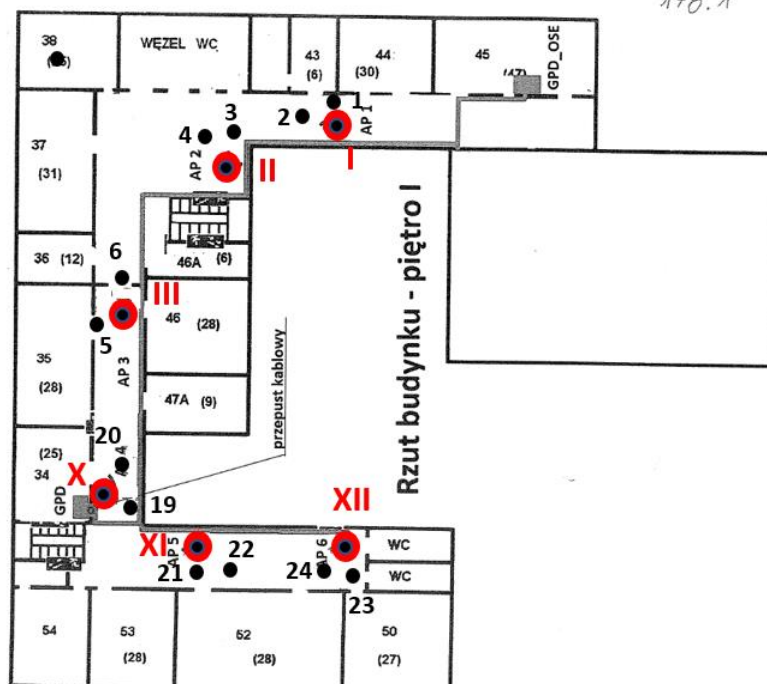 38
WĘZEŁ WC
43
(6)
44
(30)
45
(47)
GPD_OSE
1
2
3
4
AP 1
I
AP 2
II
37
(31)
36 (12)
6
46A (6)
III
5
46 (28)
AP 3
35
(28)
47A (9)
przepust kablowy
Rzut budynku - piętro I
20
(25)
34
X
GPD
19
XI
XII
AP 5
21
22
AP 6
24
23
WC
WC
54
53
(28)
52
(28)
50
(27)